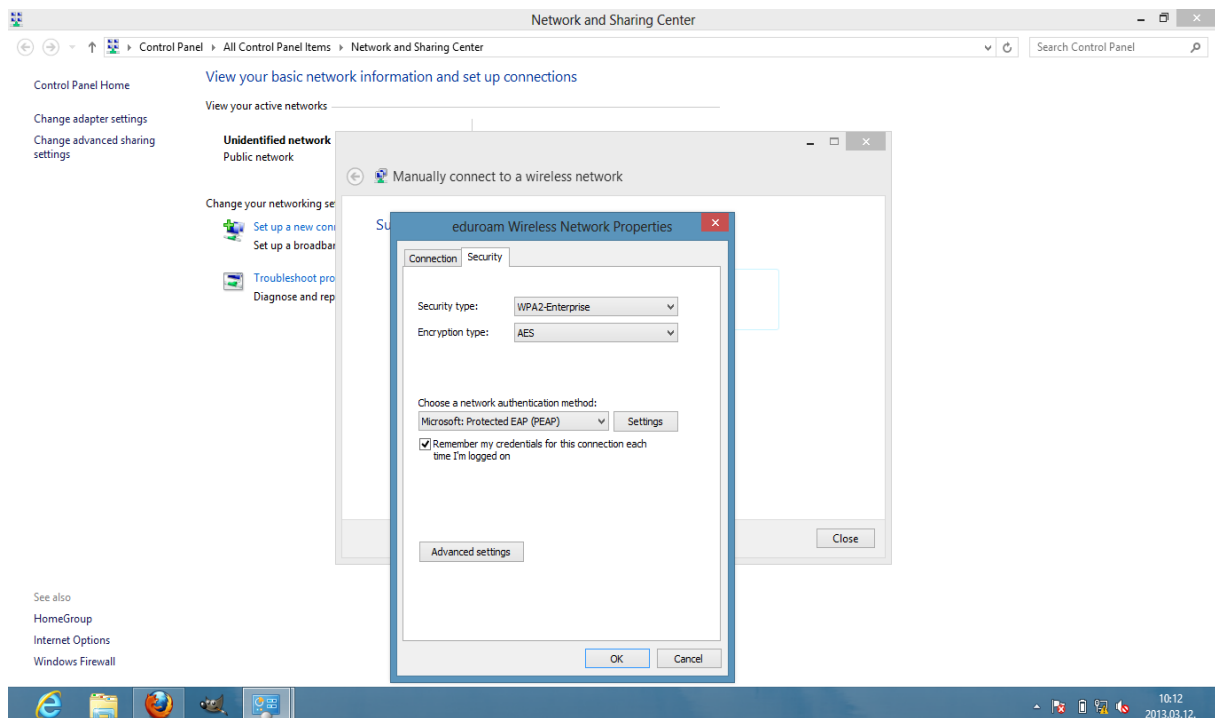 Network and Sharing Center
Control Panel
All Control Panel Items
Network and Sharing Center
Search Control Panel
Control Panel Home
Change adapter settings
Change advanced sharing
settings
View your basic network information and set up connections
View your active networks
Unidentified network
Public network
Change your networking se
Set up a new con
Set up a broadba
Troubleshoot pro
Diagnose and rep
Manually connect to a wireless network
Su
eduroam Wireless Network Properties
Connection
Security
Security type:
WPA2-Enterprise
Encryption type:
AES
Choose a network authentication method:
Microsoft: Protected EAP (PEAP)
Settings
Remember my credentials for this connection each
time I'm logged on
Advanced settings
OK
Cancel
Close
See also
HomeGroup
Internet Options
Windows Firewall
10:12
2013.03.12.